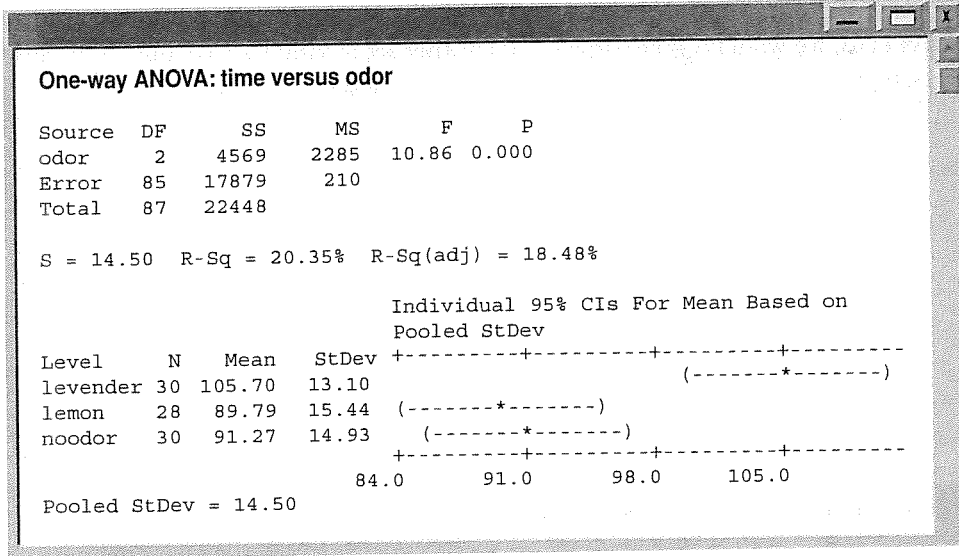 One-way ANOVA: time versus odor
Source DF SS MS F P
odor 2 4569 2285 10.86 0.000
Error 85 17879 210
Total 87 22448
S = 14.50 R-Sq = 20.35% R-Sq(adj) = 18.48%
Individual 95% CIs For Mean Based on
Pooled StDev
Level N Mean StDev +---------+---------+---------+---------
levender 30 105.70 13.10 (-------*-------)
lemon 28 89.79 15.44 (-------*-------)
noodor 30 91.27 14.93 (-------*-------)
+---------+---------+---------+---------
84.0 91.0 98.0 105.0
Pooled StDev = 14.50